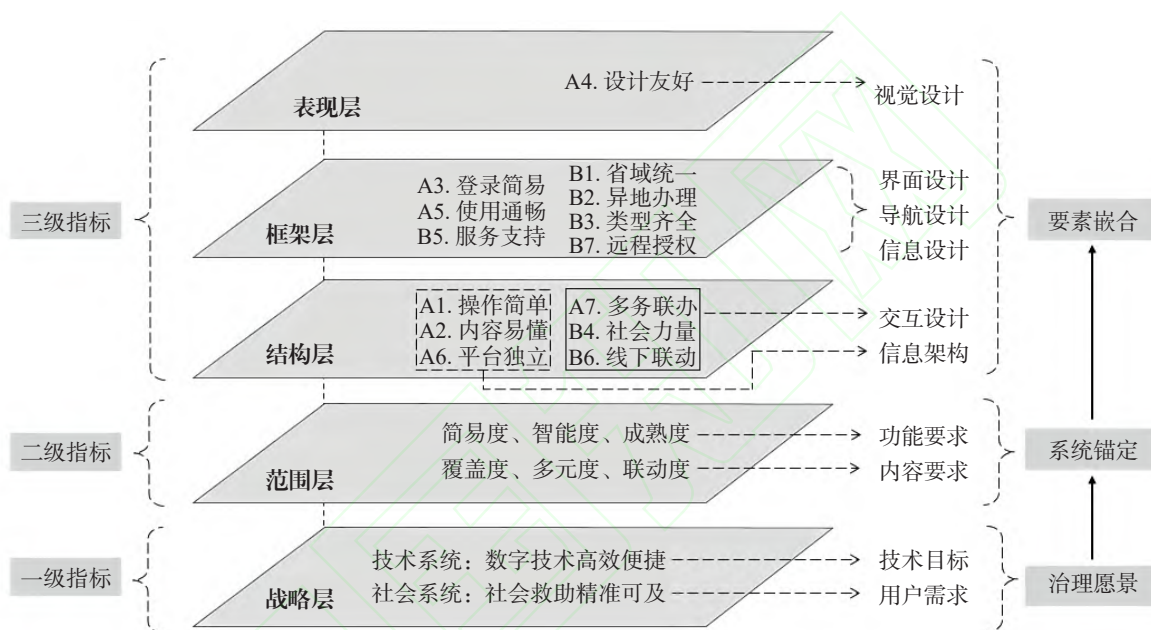 A4. 设计友好
视觉设计
表现层
三级指标
A3. 登录简易
A5. 使用通畅
B5. 服务支持
B1. 省域统一
B2. 异地办理
B3. 类型齐全
B7. 远程授权
框架层
界面设计
导航设计
信息设计
要素嵌合
A1. 操作简单
A2. 内容易懂
A6. 平台独立
A7. 多务联办
B4. 社会力量
B6. 线下联动
结构层
交互设计
信息架构
二级指标
简易度、智能度、成熟度
功能要求
覆盖度、多元度、联动度
内容要求
范围层
系统锚定
一级指标
技术系统：数字技术高效便捷
技术目标
社会系统：社会救助精准可及
用户需求
战略层
治理愿景